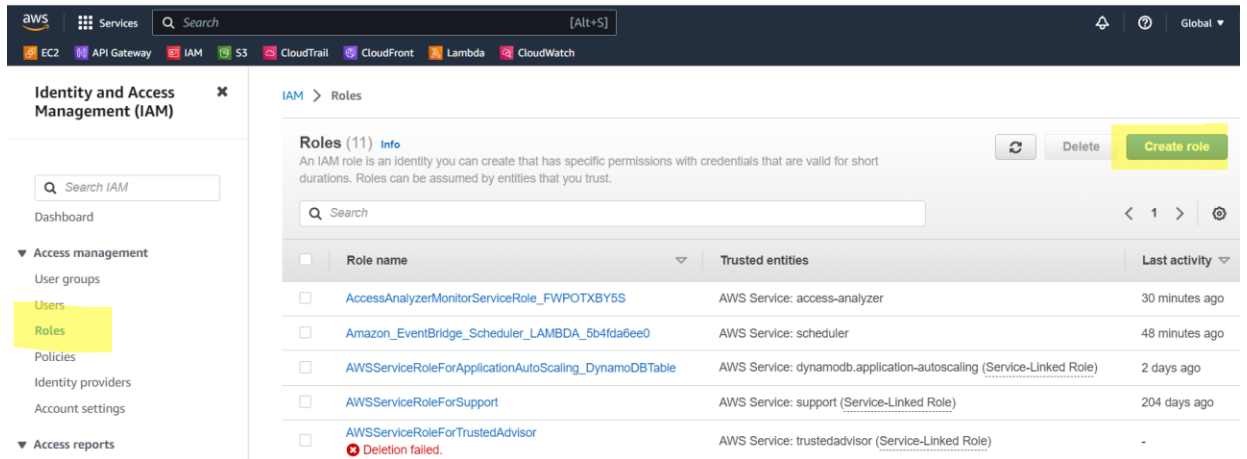 aws Services Search [Alt+S] Global
EC2 API Gateway IAM S3 CloudTrail CloudFront Lambda CloudWatch
Identity and Access
Management (IAM)
Search IAM
Dashboard
Access management
User groups
Users
Roles
Policies
Identity providers
Account settings
Access reports
IAM > Roles
Roles (11) Info
An IAM role is an identity you can create that has specific permissions with credentials that are valid for short
durations. Roles can be assumed by entities that you trust.
Delete Create role
Search
1
Role name Trusted entities Last activity
AccessAnalyzerMonitorServiceRole_FWPOTXBY5S AWS Service: access-analyzer 30 minutes ago
Amazon_EventBridge_Scheduler_LAMBDA_5b4fda6ee0 AWS Service: scheduler 48 minutes ago
AWSServiceRoleForApplicationAutoScaling_DynamoDBTable AWS Service: dynamodb.application-autoscaling (Service-Linked Role) 2 days ago
AWSServiceRoleForSupport AWS Service: support (Service-Linked Role) 204 days ago
AWSServiceRoleForTrustedAdvisor AWS Service: trustedadvisor (Service-Linked Role) -
Deletion failed.